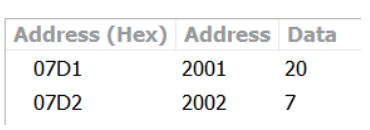 Address (Hex) Address Data
07D1 2001 20
07D2 2002 7